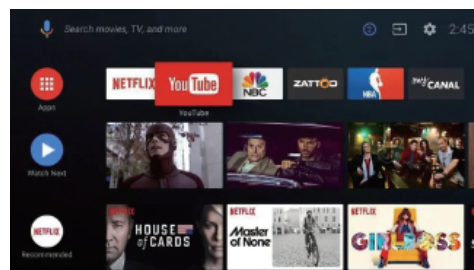 Search movies, TV, and more
2:45
NETFLIX
YouTube
NBC
ZATTOO
NBA
my CANAL
Apps
YouTube
Watch Next
NETFLIX
Recommended
NETFLIX
HOUSE of CARDS
NETFLIX
Master of None
NETFLIX
GIRLBOSS